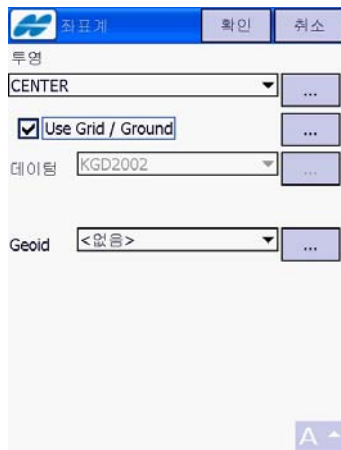 좌표계 확인 취소
투영
CENTER ...
Use Grid / Ground ...
데이텀 KGD2002 ...
Geoid <없음> ...
A